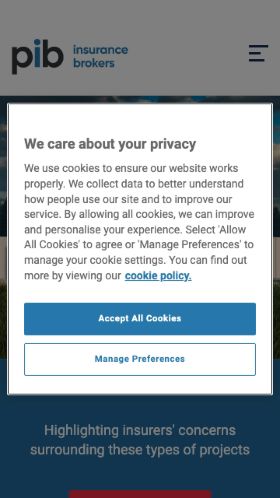 pib insurance
brokers
We care about your privacy
We use cookies to ensure our website works
properly. We collect data to better understand
how people use our site and to improve our
service. By allowing all cookies, we can improve
and personalise your experience. Select 'Allow
All Cookies' to agree or 'Manage Preferences' to
manage your cookie settings. You can find out
more by viewing our cookie policy.
Accept All Cookies
Manage Preferences
Highlighting insurers' concerns
surrounding these types of projects